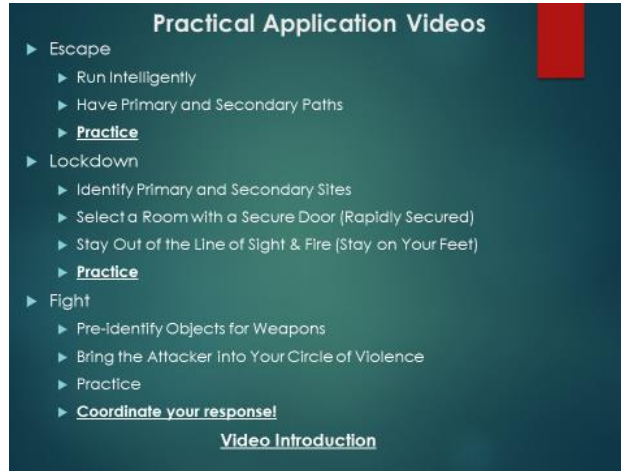 Practical Application Videos
Escape
Run Intelligently
Have Primary and Secondary Paths
Practice
Lockdown
Identify Primary and Secondary Sites
Select a Room with a Secure Door (Rapidly Secured)
Stay Out of the Line of Sight & Fire (Stay on Your Feet)
Practice
Fight
Pre-identify Objects for Weapons
Bring the Attacker into Your Circle of Violence
Practice
Coordinate your response!
Video Introduction